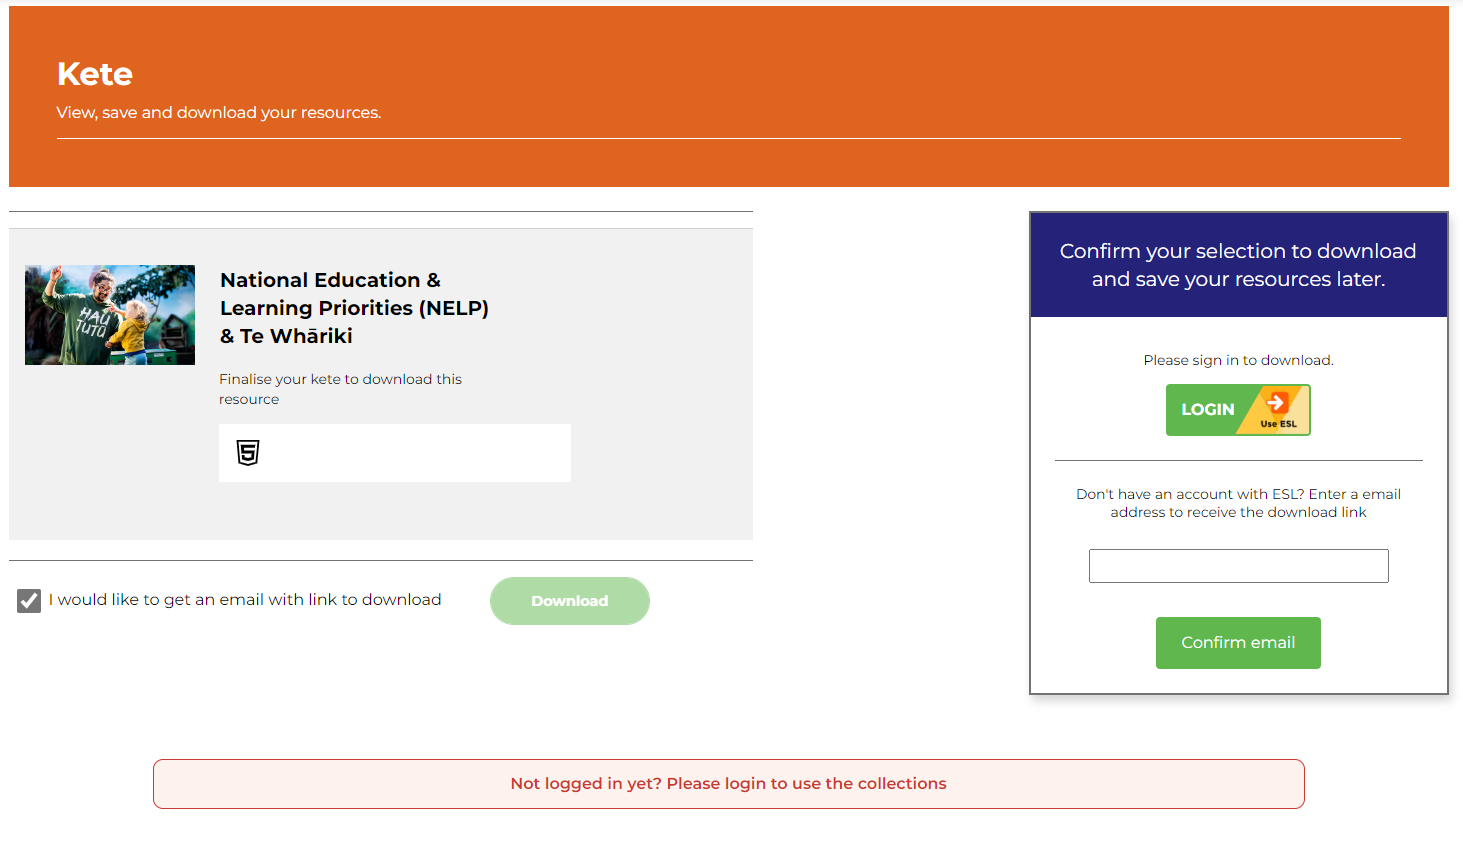 Kete
View, save and download your resources.
National Education &
Learning Priorities (NELP)
& Te Whāriki
HAU
TUTŪ
Finalise your kete to download this
resource
5
I would like to get an email with link to download
Download
Confirm your selection to download
and save your resources later.
Please sign in to download.
LOGIN
Use ESL
Don't have an account with ESL? Enter a email
address to receive the download link
Confirm email
Not logged in yet? Please login to use the collections